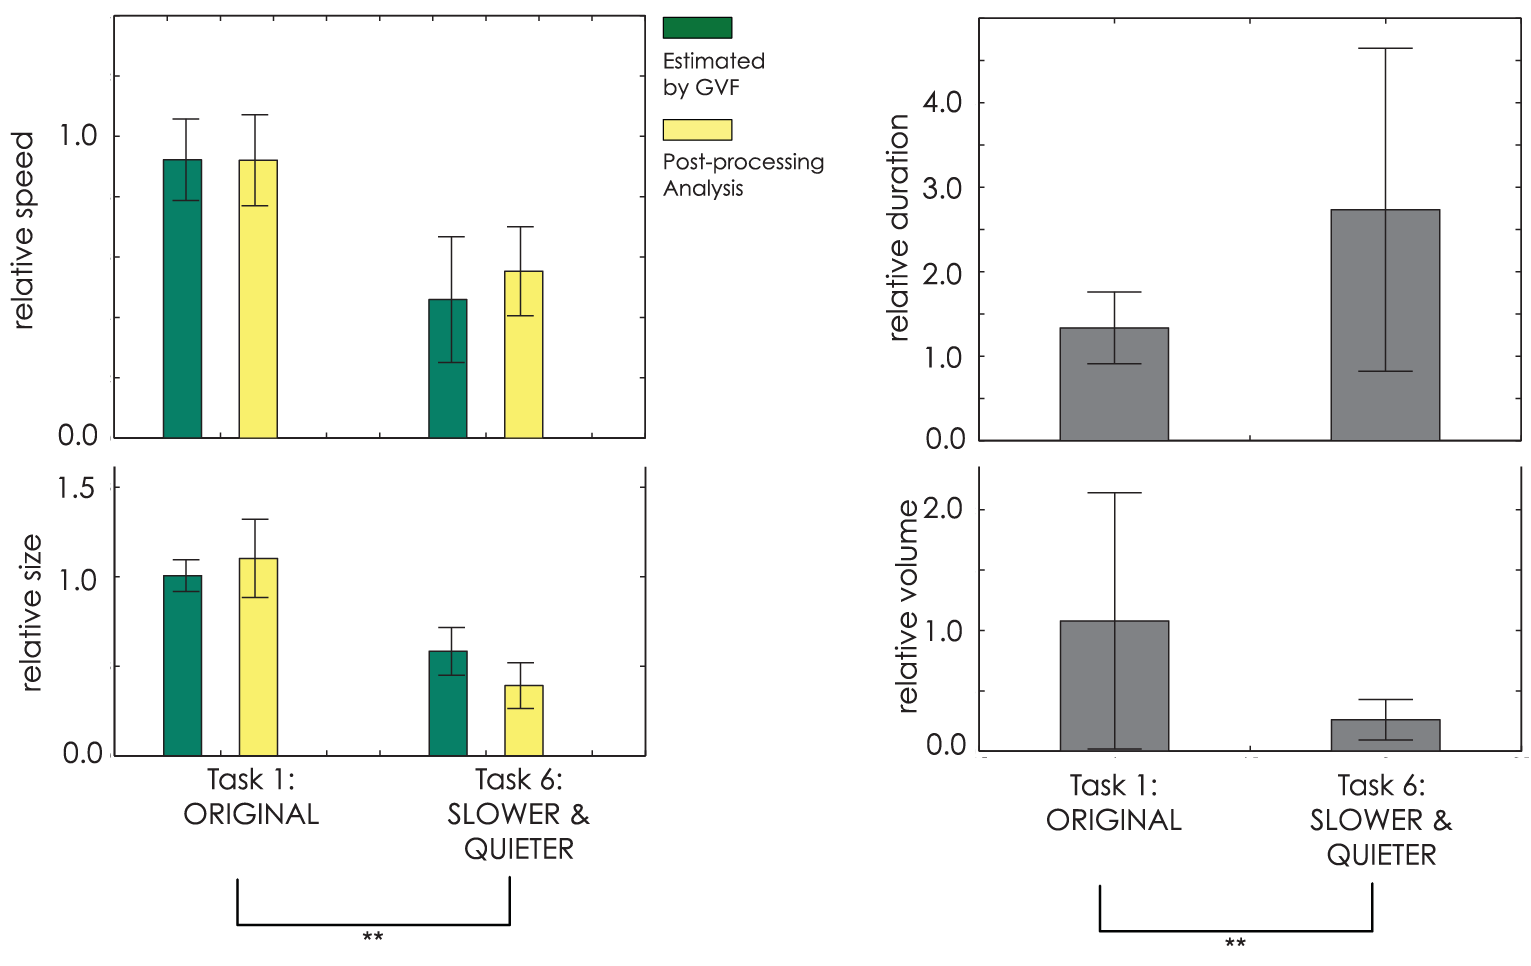 relative speed
1.0
0.0
Estimated
by GVF
Post-processing
Analysis
relative size
1.5
1.0
0.0
Task 1:
ORIGINAL
Task 6:
SLOWER &
QUIETER
**
relative duration
4.0
3.0
2.0
1.0
0.0
relative volume
2.0
1.0
0.0
Task 1:
ORIGINAL
Task 6:
SLOWER &
QUIETER
**